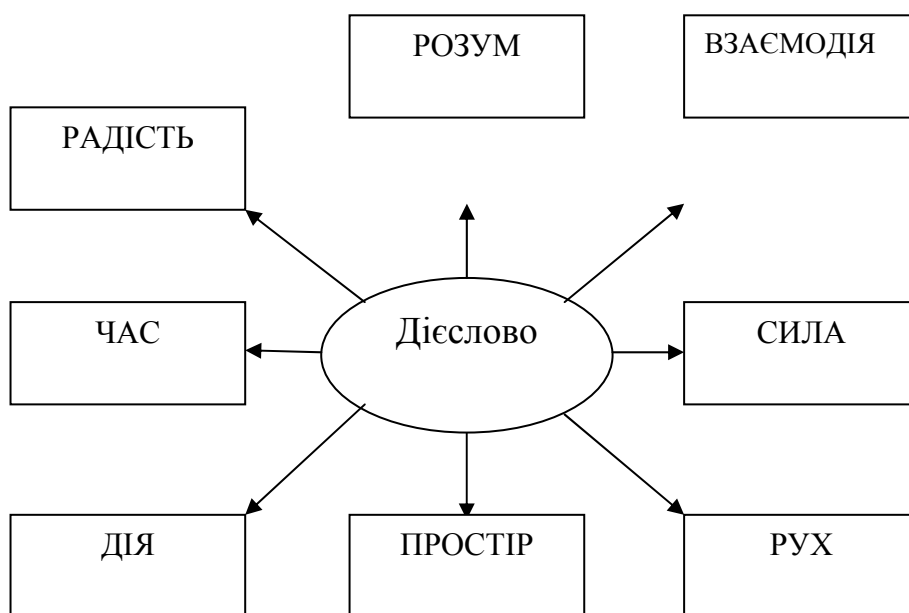 РОЗУМ
ВЗАЄМОДІЯ
РАДІСТЬ
ЧАС
Дієслово
СИЛА
ДІЯ
ПРОСТІР
РУХ